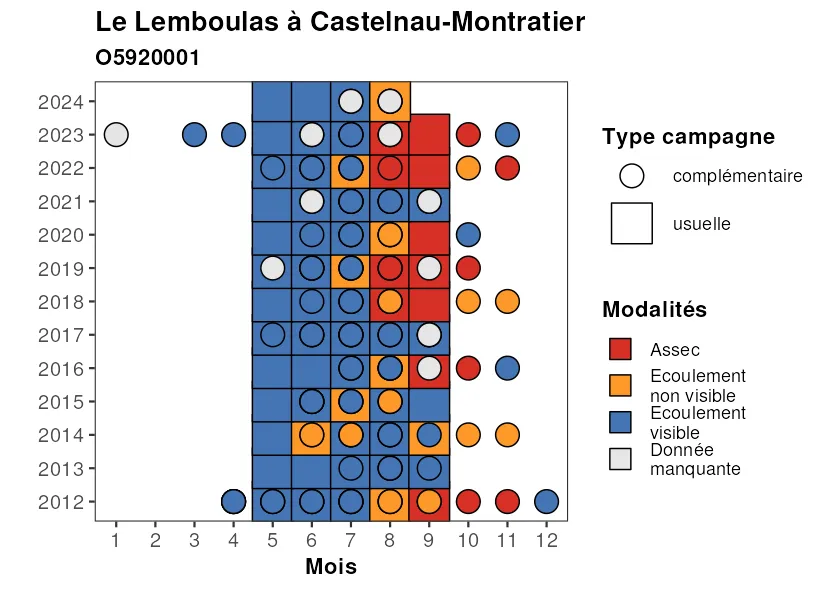 Le Lemboulas à Castelnau-Montratier
O5920001
2024
2023
2022
2021
2020
2019
2018
2017
2016
2015
2014
2013
2012
1 2 3 4 5 6 7 8 9 10 11 12
Mois
Type campagne
complémentaire
usuelle
Modalités
Assec
Ecoulement
non visible
Ecoulement
visible
Donnée
manquante